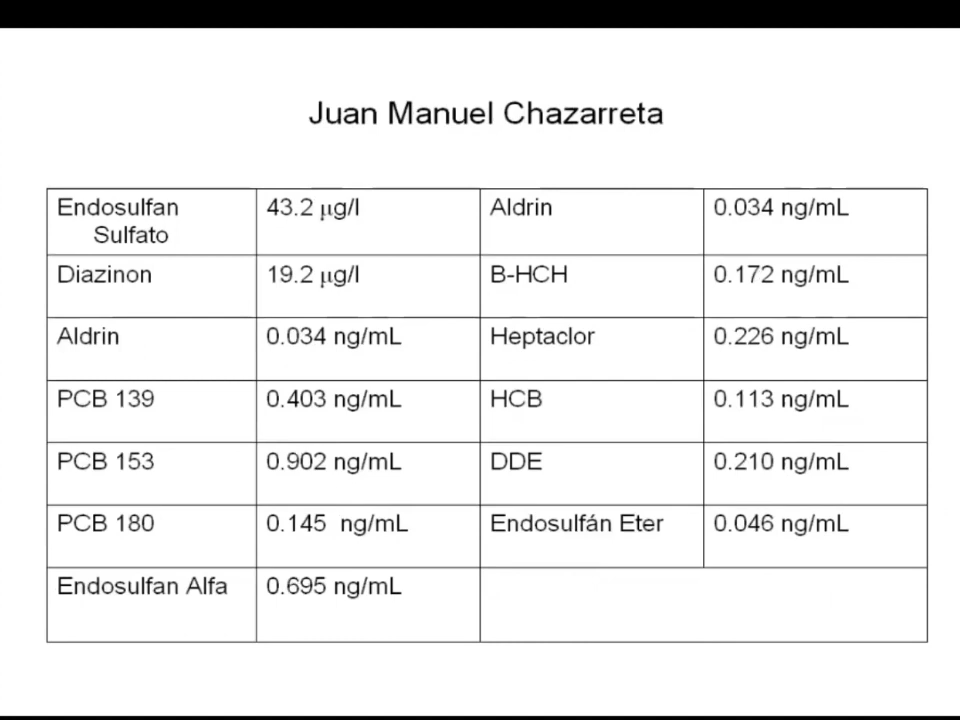 Juan Manuel Chazarreta
Endosulfan Sulfato 43.2 μg/l Aldrin 0.034 ng/mL
Diazinon 19.2 μg/l B-HCH 0.172 ng/mL
Aldrin 0.034 ng/mL Heptaclor 0.226 ng/mL
PCB 139 0.403 ng/mL HCB 0.113 ng/mL
PCB 153 0.902 ng/mL DDE 0.210 ng/mL
PCB 180 0.145 ng/mL Endosulfán Eter 0.046 ng/mL
Endosulfan Alfa 0.695 ng/mL